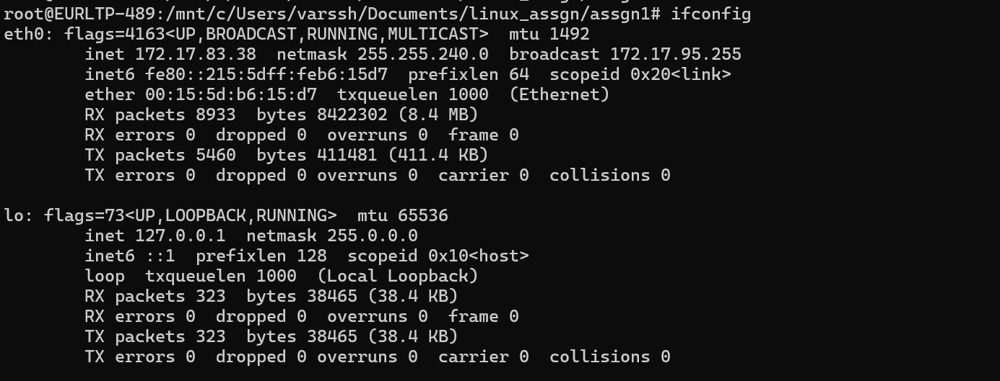 root@EURLTP-489:/mnt/c/Users/varssh/Documents/linux_assgn/assgn1# ifconfig
eth0: flags=4163<UP,BROADCAST,RUNNING,MULTICAST>  mtu 1492
        inet 172.17.83.38  netmask 255.255.240.0  broadcast 172.17.95.255
        inet6 fe80::215:5dff:feb6:15d7  prefixlen 64  scopeid 0x20<link>
        ether 00:15:5d:b6:15:d7  txqueuelen 1000  (Ethernet)
        RX packets 8933  bytes 8422302 (8.4 MB)
        RX errors 0  dropped 0  overruns 0  frame 0
        TX packets 5460  bytes 411481 (411.4 KB)
        TX errors 0  dropped 0 overruns 0  carrier 0  collisions 0

lo: flags=73<UP,LOOPBACK,RUNNING>  mtu 65536
        inet 127.0.0.1  netmask 255.0.0.0
        inet6 ::1  prefixlen 128  scopeid 0x10<host>
        loop  txqueuelen 1000  (Local Loopback)
        RX packets 323  bytes 38465 (38.4 KB)
        RX errors 0  dropped 0  overruns 0  frame 0
        TX packets 323  bytes 38465 (38.4 KB)
        TX errors 0  dropped 0 overruns 0  carrier 0  collisions 0